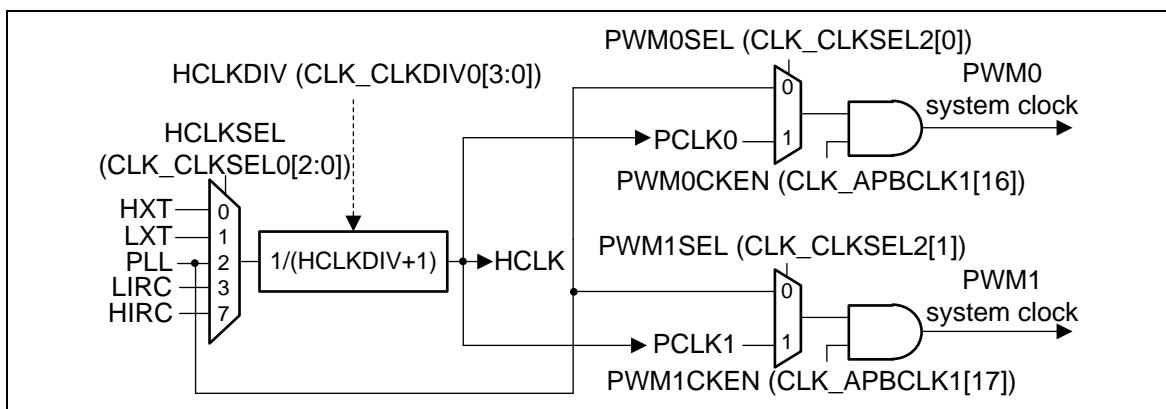 PWM0SEL (CLK_CLKSEL2[0])
HCLKDIV (CLK_CLKDIV0[3:0])
PWM0
system clock
0
1
HCLKSEL
(CLK_CLKSEL0[2:0])
PCLK0
PWM0CKEN (CLK_APBCLK1[16])
HXT
0
LXT
1
PLL
2
LIRC
3
HIRC
7
1/(HCLKDIV+1)
HCLK
PWM1SEL (CLK_CLKSEL2[1])
PWM1
system clock
0
1
PCLK1
PWM1CKEN (CLK_APBCLK1[17])